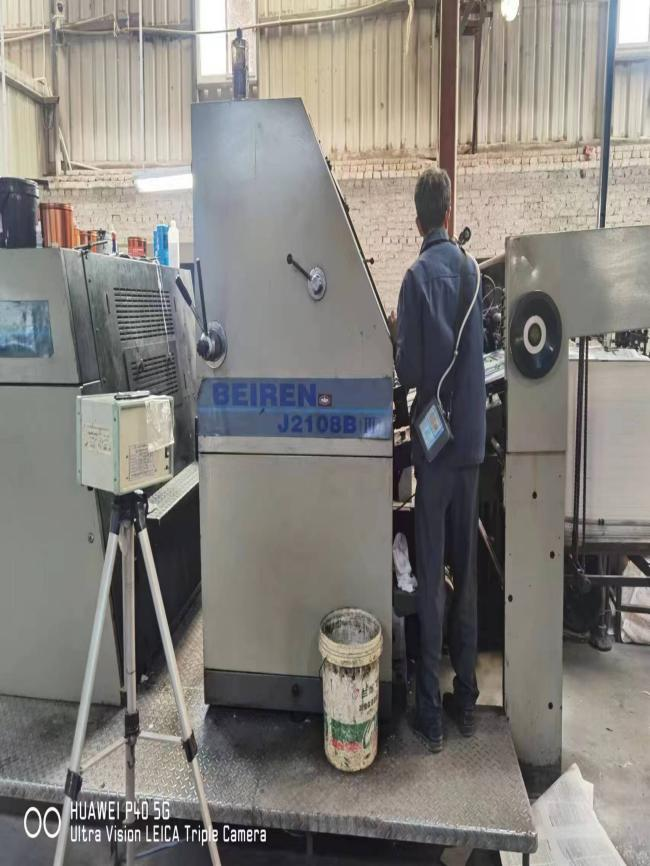 BEIREN
J2108B
HUAWEI P40 5G
Ultra Vision LEICA Triple Camera